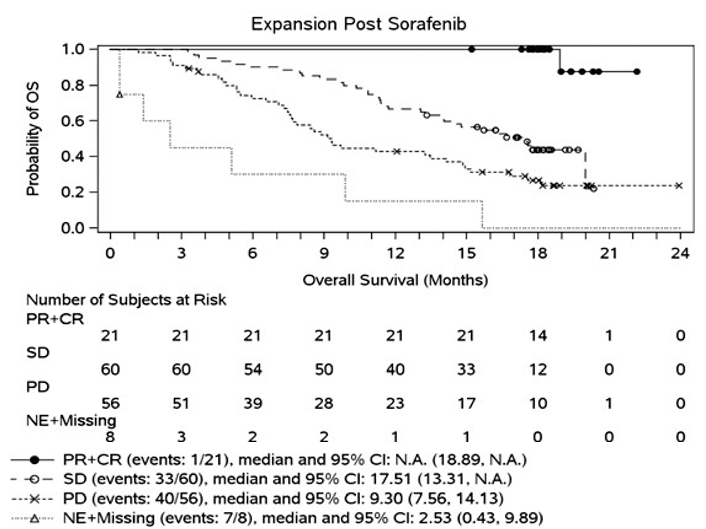 Expansion Post Sorafenib
Probability of OS
1.0
0.8
0.6
0.4
0.2
0.0
0 3 6 9 12 15 18 21 24
Overall Survival (Months)
Number of Subjects at Risk
PR+CR
21 21 21 21 21 21 14 1 0
SD
60 60 54 50 40 33 12 0 0
PD
56 51 39 28 23 17 10 1 0
NE+Missing
8 3 2 2 1 1 0 0 0
PR+CR (events: 1/21), median and 95% CI: N.A. (18.89, N.A.)
SD (events: 33/60), median and 95% CI: 17.51 (13.31, N.A.)
PD (events: 40/56), median and 95% CI: 9.30 (7.56, 14.13)
NE+Missing (events: 7/8), median and 95% CI: 2.53 (0.43, 9.89)